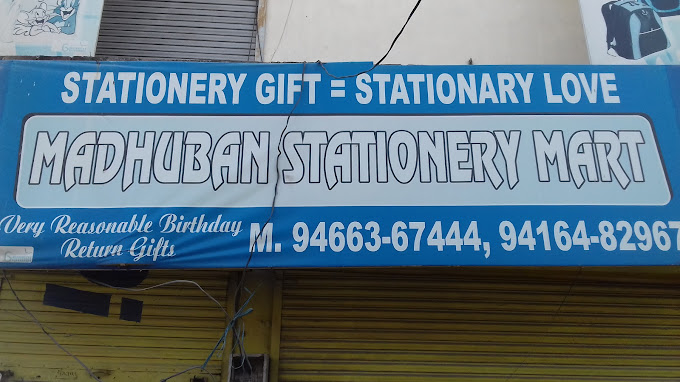 STATIONERY GIFT = STATIONARY LOVE
MADHUBAN STATIONERY MART
Very Reasonable Birthday
Return Gifts
M. 94663-67444, 94164-82967